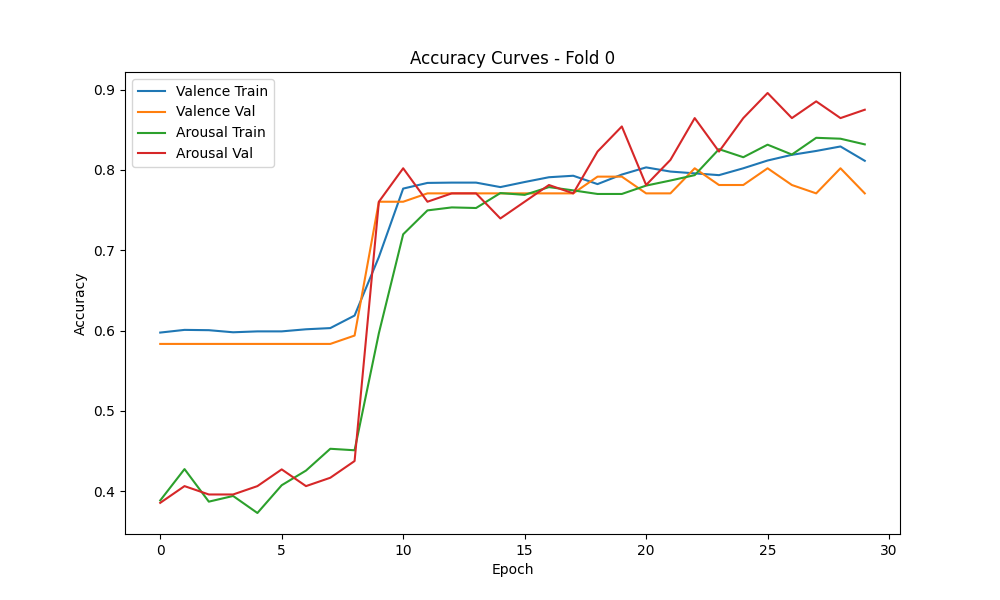 Accuracy Curves - Fold 0
Valence Train
Valence Val
Arousal Train
Arousal Val
0.9
0.8
0.7
0.6
0.5
0.4
Accuracy
0 5 10 15 20 25 30
Epoch